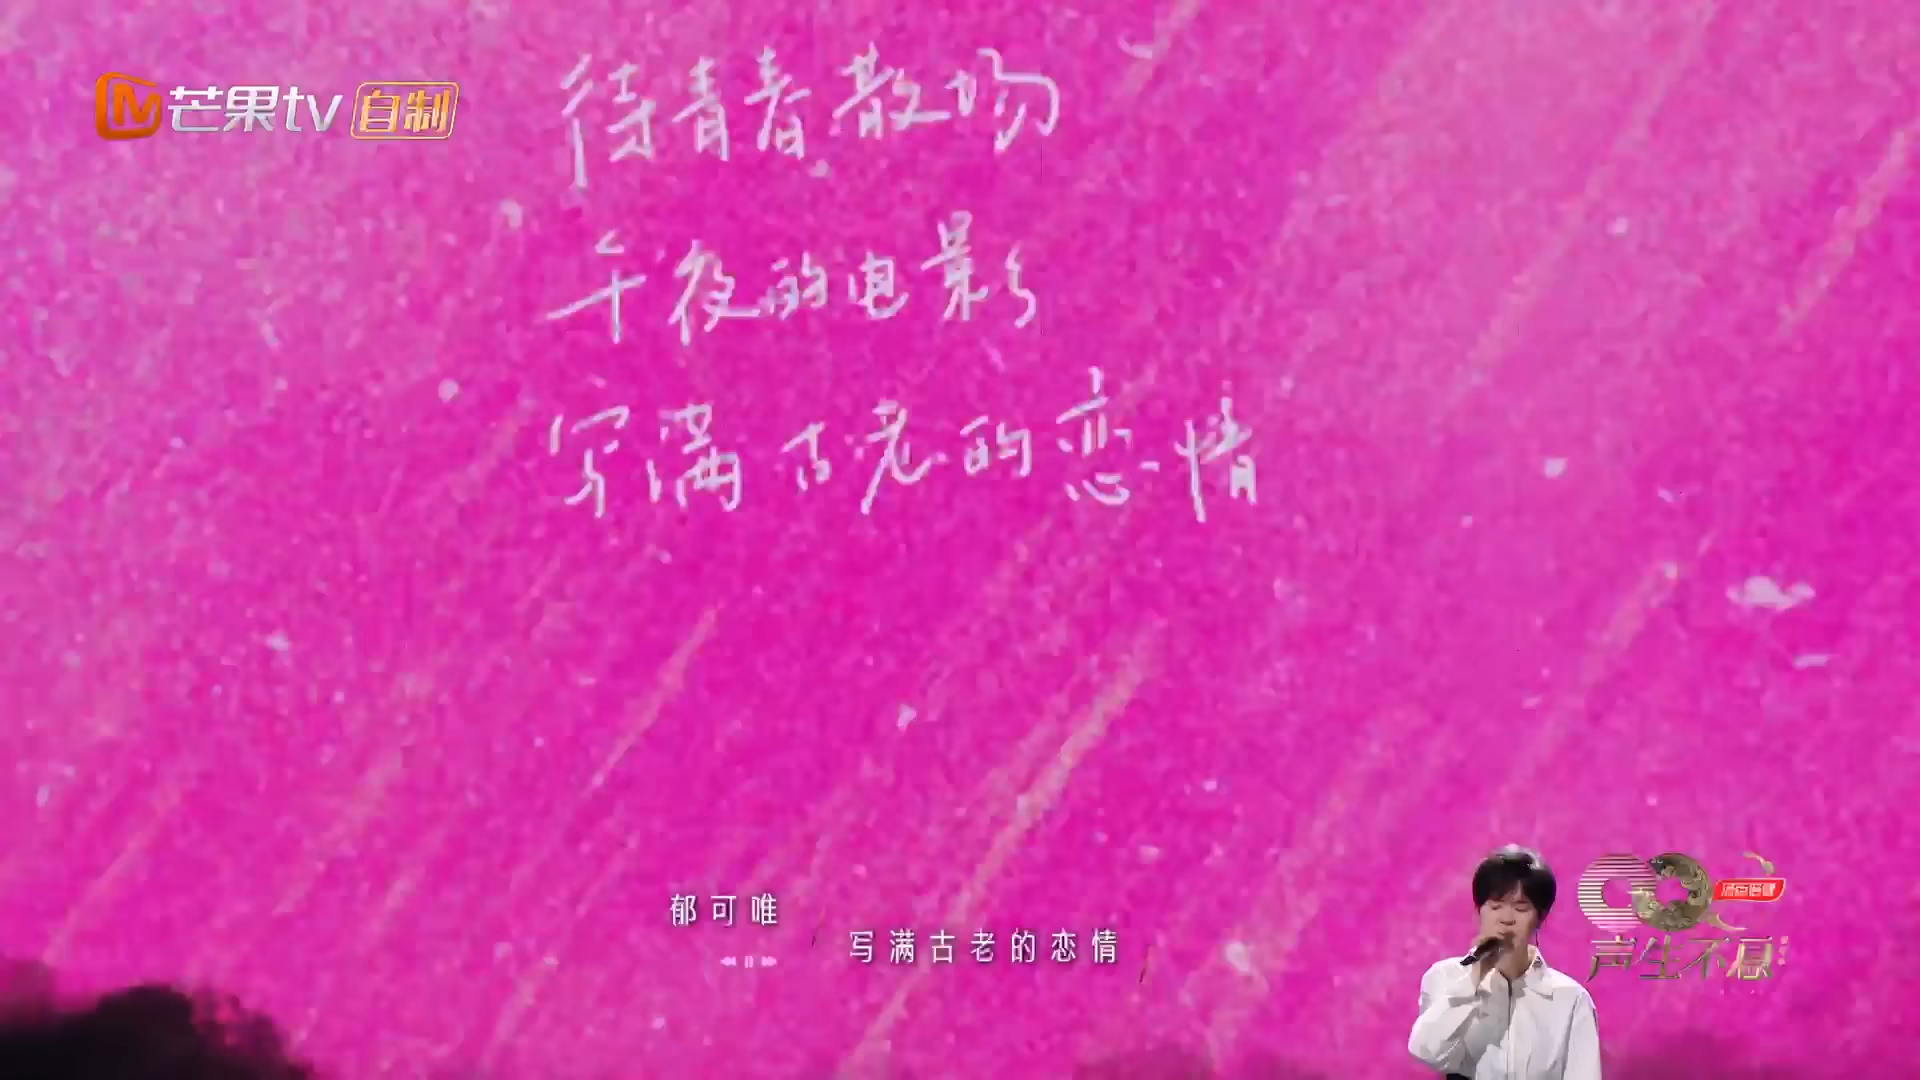 芒果tv 自制
待青春散场
午夜的电影
写满古老的恋情
郁可唯
写满古老的恋情
声生不息